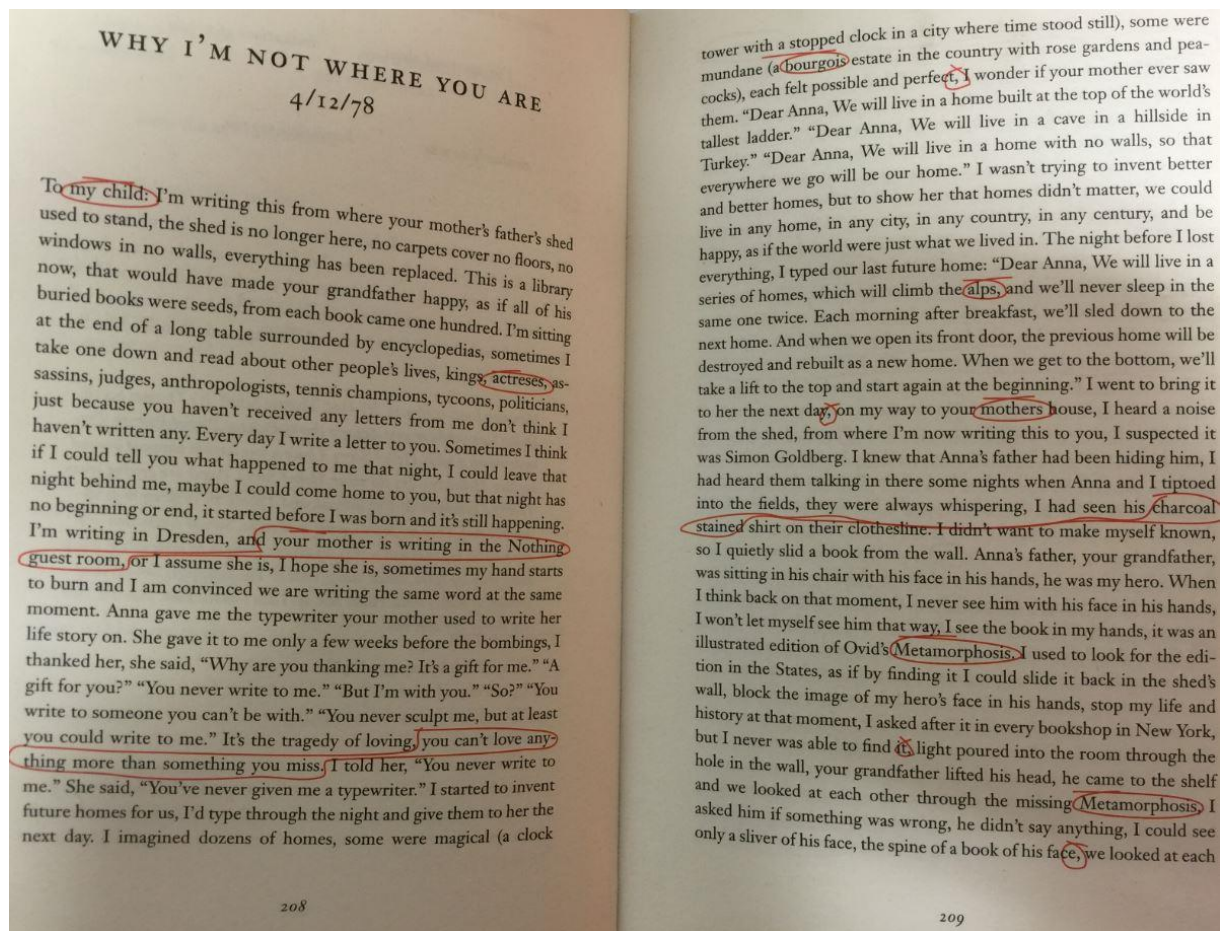 WHY I'M NOT WHERE YOU ARE
4/12/78
To my child: I'm writing this from where your mother's father's shed
used to stand, the shed is no longer here, no carpets cover no floors, no
windows in no walls, everything has been replaced. This is a library
now, that would have made your grandfather happy, as if all of his
buried books were seeds, from each book came one hundred. I'm sitting
at the end of a long table surrounded by encyclopedias, sometimes I
take one down and read about other people's lives, kings, actreses, as-
sassins, judges, anthropologists, tennis champions, tycoons, politicians,
just because you haven't received any letters from me don't think I
haven't written any. Every day I write a letter to you. Sometimes I think
if I could tell you what happened to me that night, I could leave that
night behind me, maybe I could come home to you, but that night has
no beginning or end, it started before I was born and it's still happening.
I'm writing in Dresden, and your mother is writing in the Nothing
guest room, or I assume she is, I hope she is, sometimes my hand starts
to burn and I am convinced we are writing the same word at the same
moment. Anna gave me the typewriter your mother used to write her
life story on. She gave it to me only a few weeks before the bombings, I
thanked her, she said, “Why are you thanking me? It's a gift for me.” “A
gift for you?” “You never write to me.” “But I'm with you.” “So?” “You
write to someone you can't be with.” “You never sculpt me, but at least
you could write to me.” It's the tragedy of loving, you can't love any-
thing more than something you miss. I told her, “You never write to
me.” She said, “You've never given me a typewriter.” I started to invent
future homes for us, I'd type through the night and give them to her the
next day. I imagined dozens of homes, some were magical (a clock
208
tower with a stopped clock in a city where time stood still), some were
mundane (a bourgois estate in the country with rose gardens and pea-
cocks), each felt possible and perfect, I wonder if your mother ever saw
them. “Dear Anna, We will live in a home built at the top of the world's
tallest ladder.” “Dear Anna, We will live in a cave in a hillside in
Turkey.” “Dear Anna, We will live in a home with no walls, so that
everywhere we go will be our home.” I wasn't trying to invent better
and better homes, but to show her that homes didn't matter, we could
live in any home, in any city, in any country, in any century, and be
happy, as if the world were just what we lived in. The night before I lost
everything, I typed our last future home: “Dear Anna, We will live in a
series of homes, which will climb the alps, and we'll never sleep in the
same one twice. Each morning after breakfast, we'll sled down to the
next home. And when we open its front door, the previous home will be
destroyed and rebuilt as a new home. When we get to the bottom, we'll
take a lift to the top and start again at the beginning.” I went to bring it
to her the next day, on my way to your mothers house, I heard a noise
from the shed, from where I'm now writing this to you, I suspected it
was Simon Goldberg. I knew that Anna's father had been hiding him, I
had heard them talking in there some nights when Anna and I tiptoed
into the fields, they were always whispering, I had seen his charcoal
stained shirt on their clothesline. I didn't want to make myself known,
so I quietly slid a book from the wall. Anna's father, your grandfather,
was sitting in his chair with his face in his hands, he was my hero. When
I think back on that moment, I never see him with his face in his hands,
I won't let myself see him that way, I see the book in my hands, it was an
illustrated edition of Ovid's Metamorphosis, I used to look for the edi-
tion in the States, as if by finding it I could slide it back in the shed's
wall, block the image of my hero's face in his hands, stop my life and
history at that moment, I asked after it in every bookshop in New York,
but I never was able to find it, light poured into the room through the
hole in the wall, your grandfather lifted his head, he came to the shelf
and we looked at each other through the missing Metamorphosis, I
asked him if something was wrong, he didn't say anything, I could see
only a sliver of his face, the spine of a book of his face, we looked at each
209